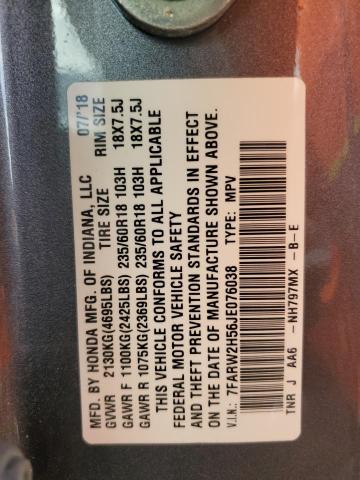 MFD. BY HONDA MFG. OF INDIANA, LLC 07/'18
GVWR 2130KG(4695LBS) TIRE SIZE RIM SIZE
GAWR F 1100KG(2425LBS) 235/60R18 103H 18X7.5J
GAWR R 1075KG(2369LBS) 235/60R18 103H 18X7.5J
THIS VEHICLE CONFORMS TO ALL APPLICABLE
FEDERAL MOTOR VEHICLE SAFETY
AND THEFT PREVENTION STANDARDS IN EFFECT
ON THE DATE OF MANUFACTURE SHOWN ABOVE.
V.I.N.: 7FARW2H56JE076038 TYPE: MPV
TNR J AA6 -NH797MX -B-E